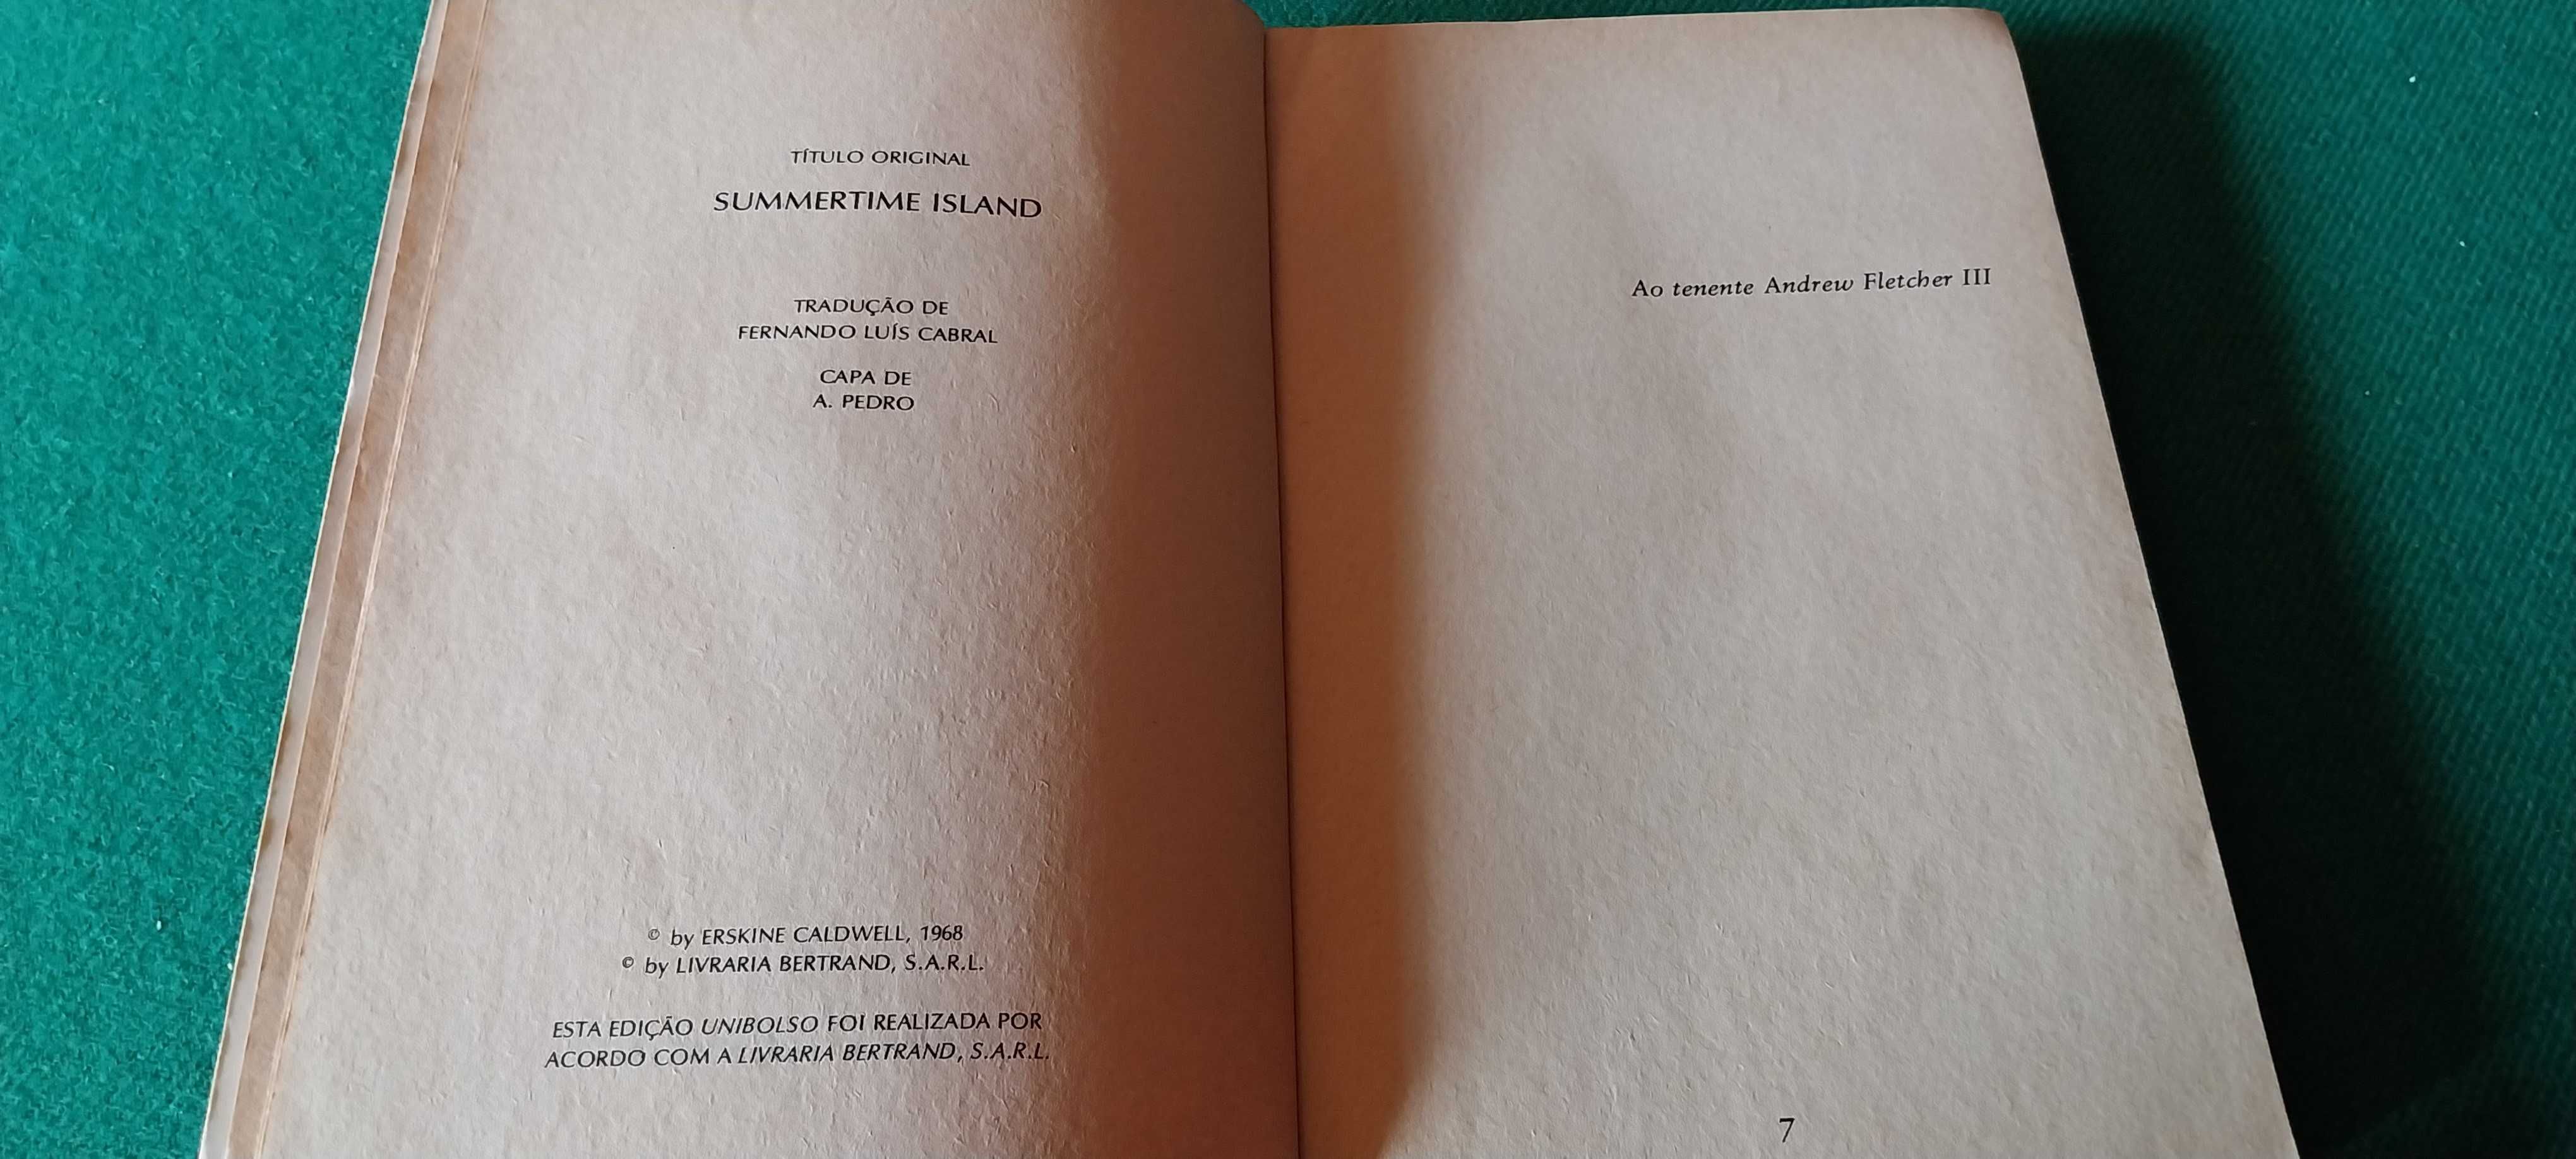 TÍTULO ORIGINAL
SUMMERTIME ISLAND
TRADUÇÃO DE
FERNANDO LUÍS CABRAL
CAPA DE
A. PEDRO
© by ERSKINE CALDWELL, 1968
© by LIVRARIA BERTRAND, S.A.R.L.
ESTA EDIÇÃO UNIBOLSO FOI REALIZADA POR
ACORDO COM A LIVRARIA BERTRAND, S.A.R.L.
Ao tenente Andrew Fletcher III
7